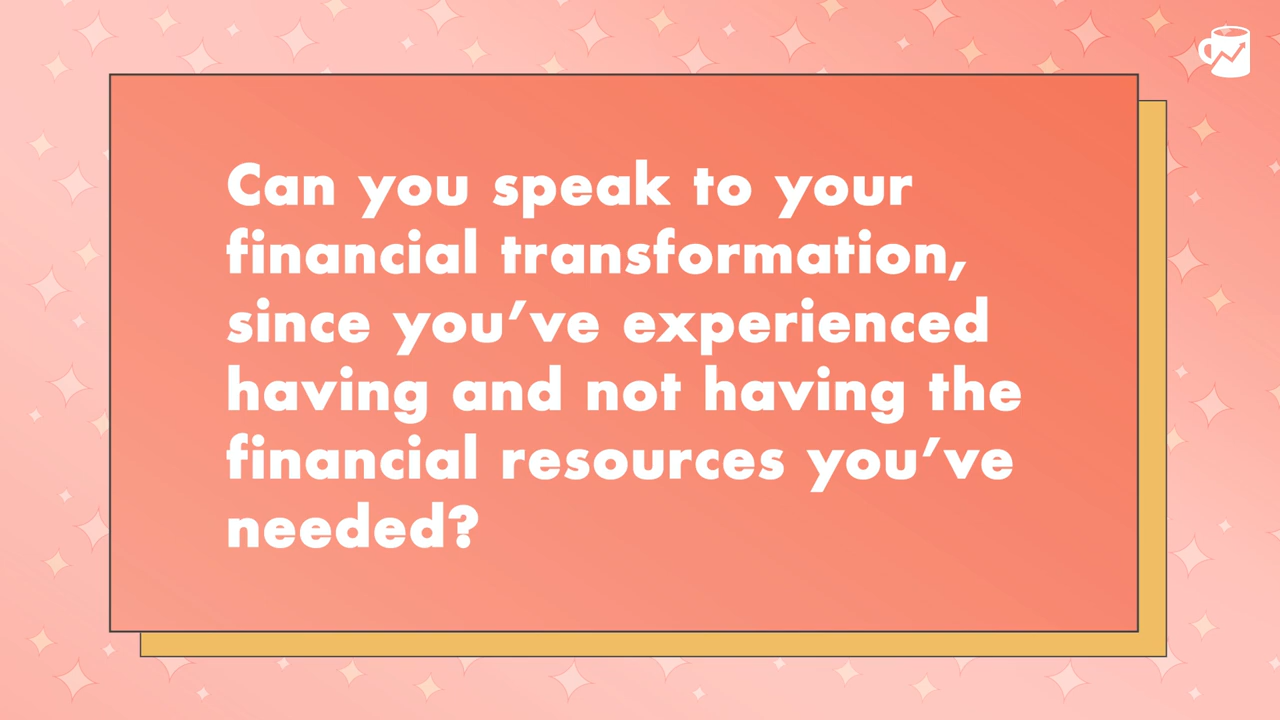 Can you speak to your
financial transformation,
since you’ve experienced
having and not having the
financial resources you’ve
needed?